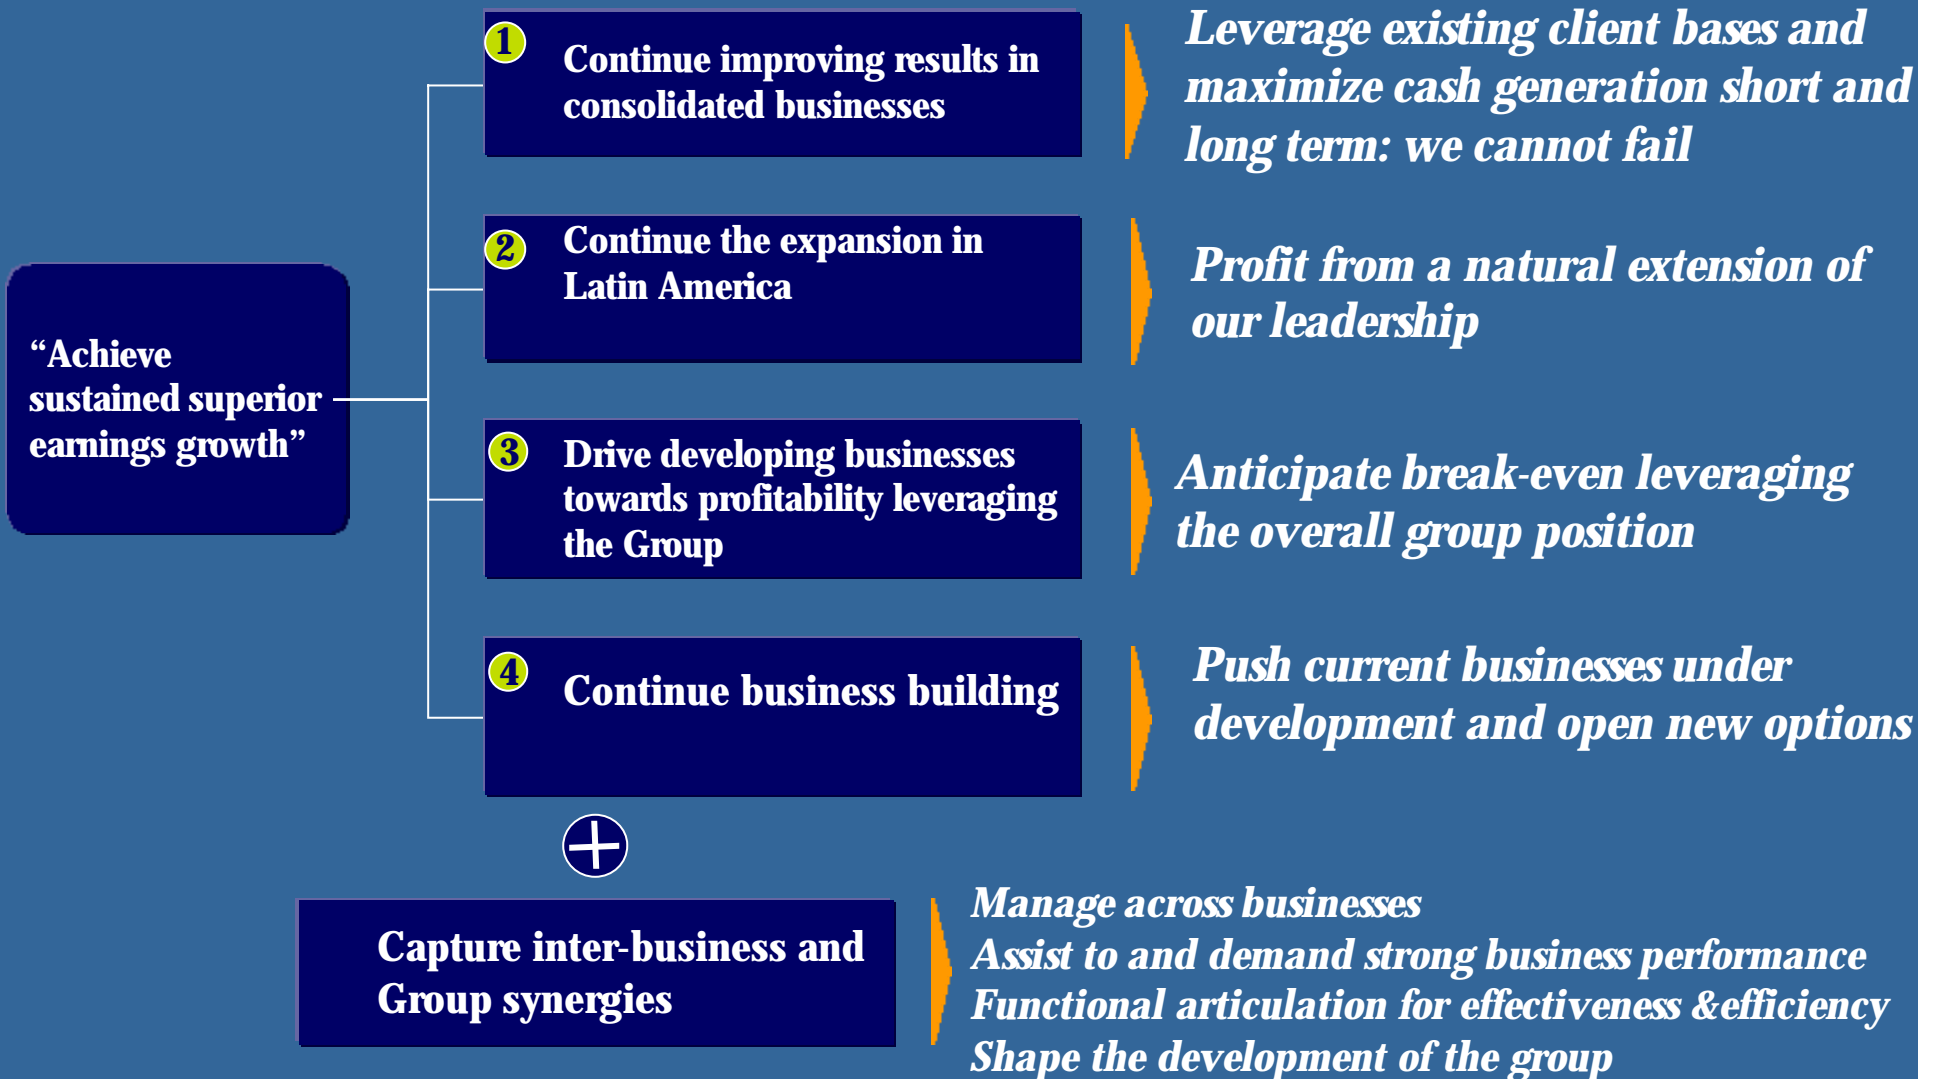 “Achieve
sustained superior
earnings growth”
1
Continue improving results in
consolidated businesses
Leverage existing client bases and
maximize cash generation short and
long term: we cannot fail
2
Continue the expansion in
Latin America
Profit from a natural extension of
our leadership
3
Drive developing businesses
towards profitability leveraging
the Group
Anticipate break-even leveraging
the overall group position
4
Continue business building
Push current businesses under
development and open new options
+
Capture inter-business and
Group synergies
Manage across businesses
Assist to and demand strong business performance
Functional articulation for effectiveness &efficiency
Shape the development of the group